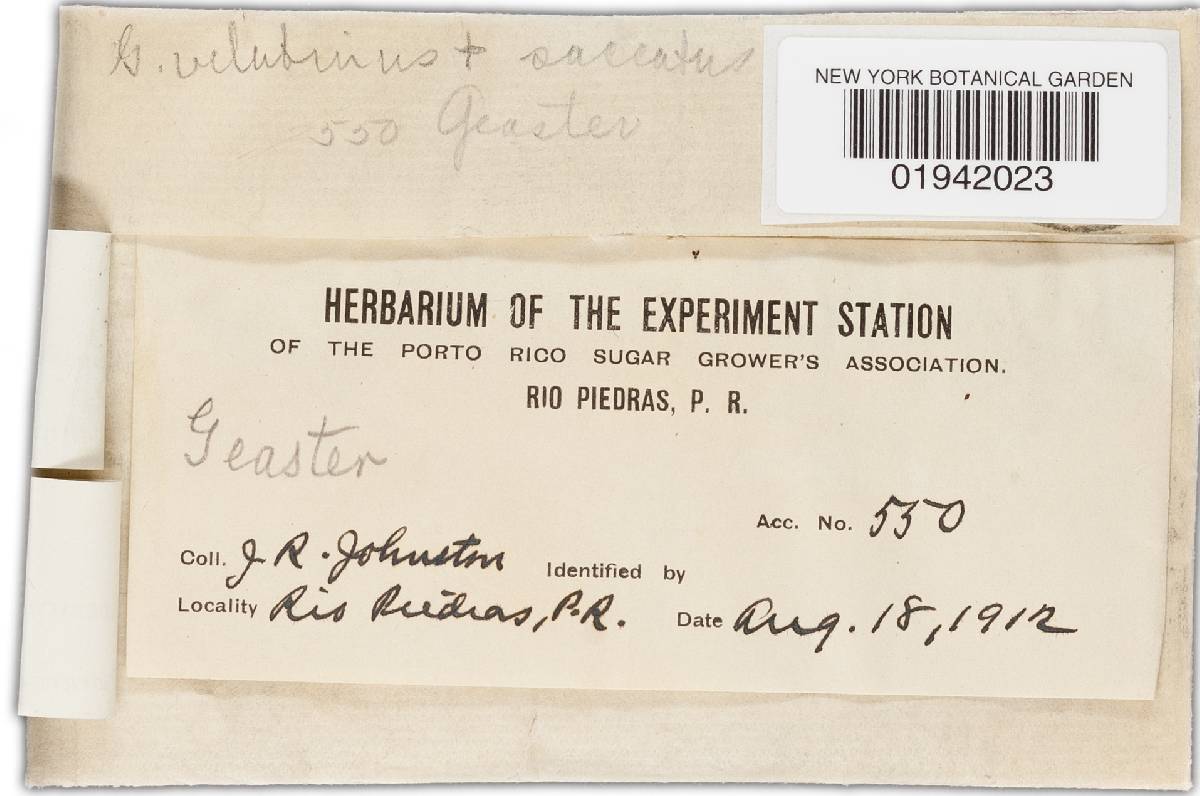 G. velutinus + saccatus
550 Geaster
NEW YORK BOTANICAL GARDEN
01942023
HERBARIUM OF THE EXPERIMENT STATION
OF THE PORTO RICO SUGAR GROWER'S ASSOCIATION.
RIO PIEDRAS, P. R.
Geaster
Acc. No. 550
Coll. J. R. Johnston Identified by
Locality Rio Piedras, P.R. Date Aug. 18, 1912